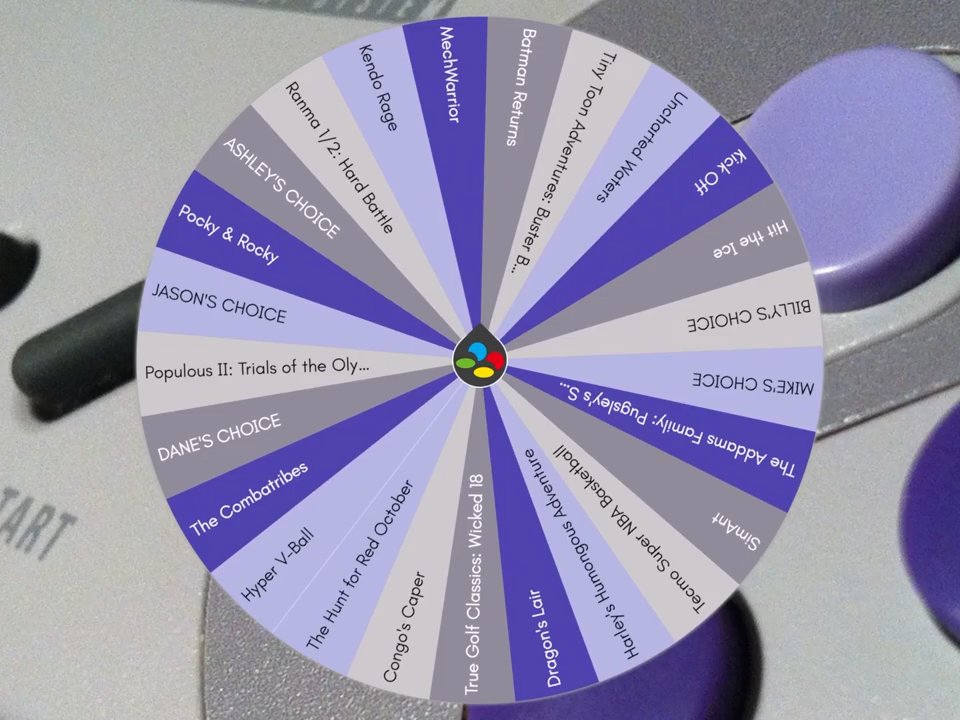 MechWarrior
Batman Returns
Tiny Toon Adventures: Buster B...
Uncharted Waters
Kick Off
Hit the Ice
BILLY'S CHOICE
MIKE'S CHOICE
The Addams Family: Pugsley's S...
SimAnt
Tecmo Super NBA Basketball
Harley's Humongous Adventure
Dragon's Lair
True Golf Classics: Wicked 18
Congo's Caper
The Hunt for Red October
Hyper V-Ball
The Combatribes
DANE'S CHOICE
Populous II: Trials of the Oly...
JASON'S CHOICE
Pocky & Rocky
ASHLEY'S CHOICE
Ranma 1/2: Hard Battle
Kendo Rage